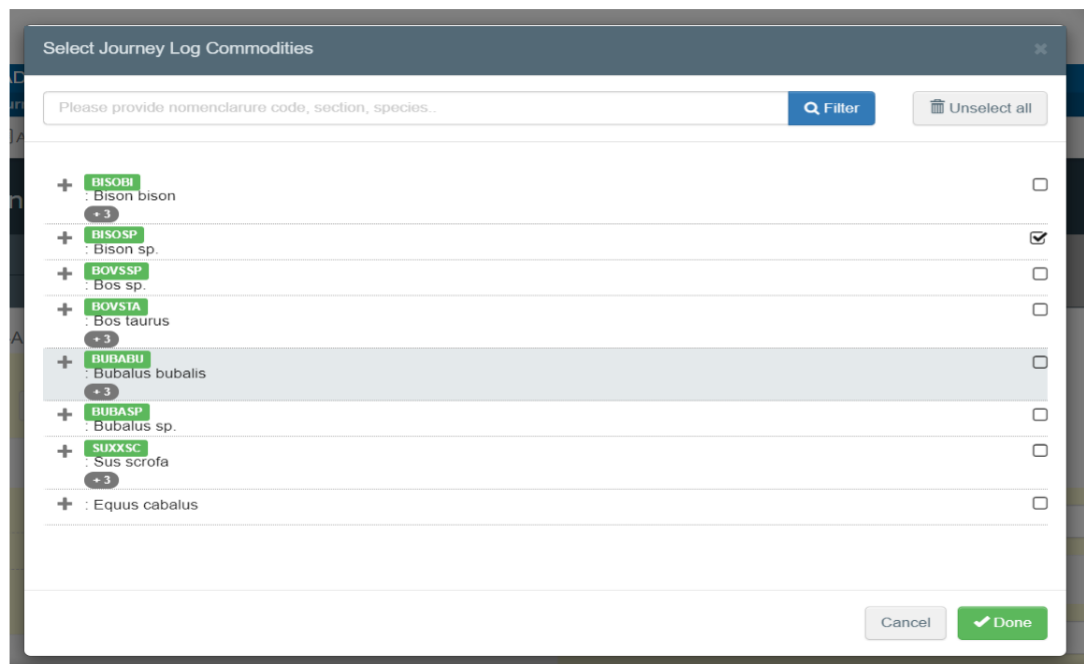 Select Journey Log Commodities
Please provide nomenclarure code, section, species..
Filter
Unselect all
BISOBI
: Bison bison
+ 3
BISOSP
: Bison sp.
BOVSSP
: Bos sp.
BOVSTA
: Bos taurus
+ 3
BUBABU
: Bubalus bubalis
+ 3
BUBASP
: Bubalus sp.
SUXXSC
: Sus scrofa
+ 3
: Equus cabalus
Cancel
Done